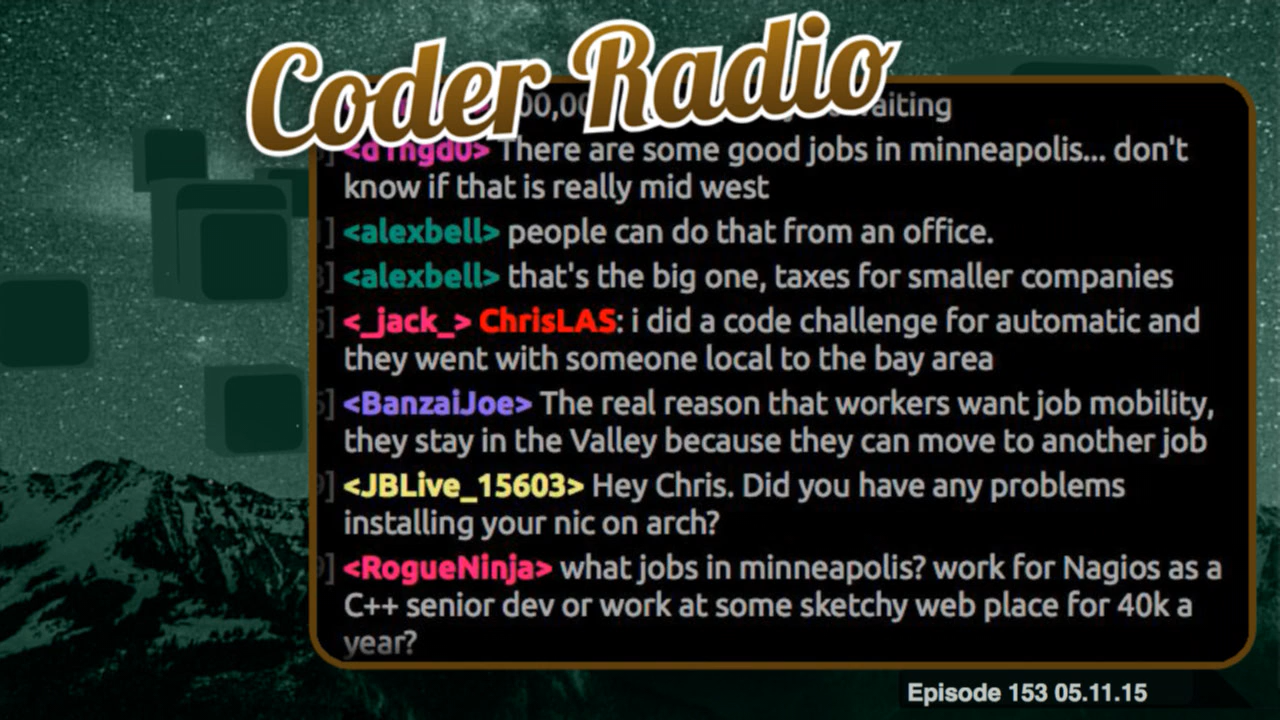 Coder Radio
00,00
aiting
<d1ngd0> There are some good jobs in minneapolis... don't
know if that is really mid west
<alexbell> people can do that from an office.
<alexbell> that's the big one, taxes for smaller companies
<_jack_> ChrisLAS: i did a code challenge for automatic and
they went with someone local to the bay area
<BanzaiJoe> The real reason that workers want job mobility,
they stay in the Valley because they can move to another job
<JBLive_15603> Hey Chris. Did you have any problems
installing your nic on arch?
<RogueNinja> what jobs in minneapolis? work for Nagios as a
C++ senior dev or work at some sketchy web place for 40k a
year?
Episode 153 05.11.15